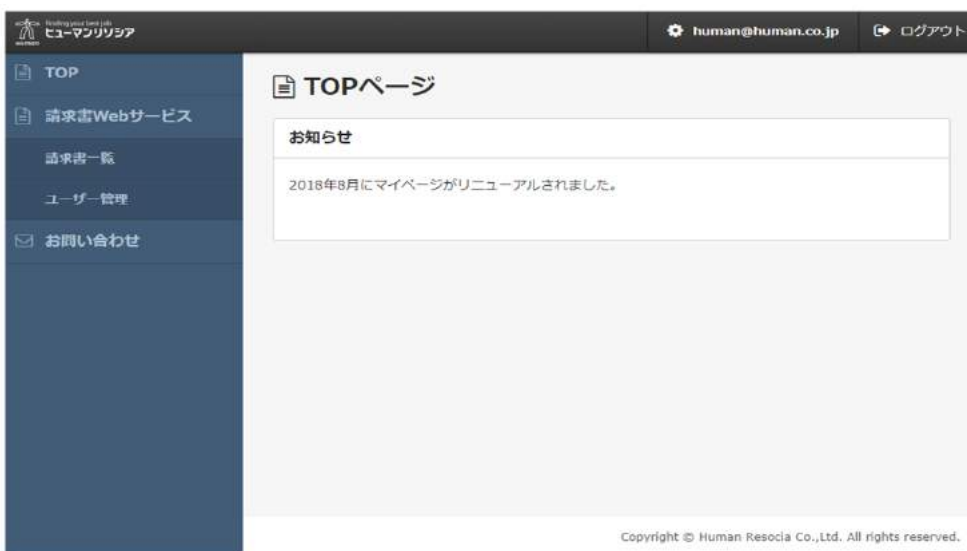 Finding your best job
ヒューマンリソシア
human@human.co.jp
ログアウト
TOP
請求書Webサービス
請求書一覧
ユーザー管理
お問い合わせ
TOPページ
お知らせ
2018年8月にマイページがリニューアルされました。
Copyright © Human Resocia Co.,Ltd. All rights reserved.